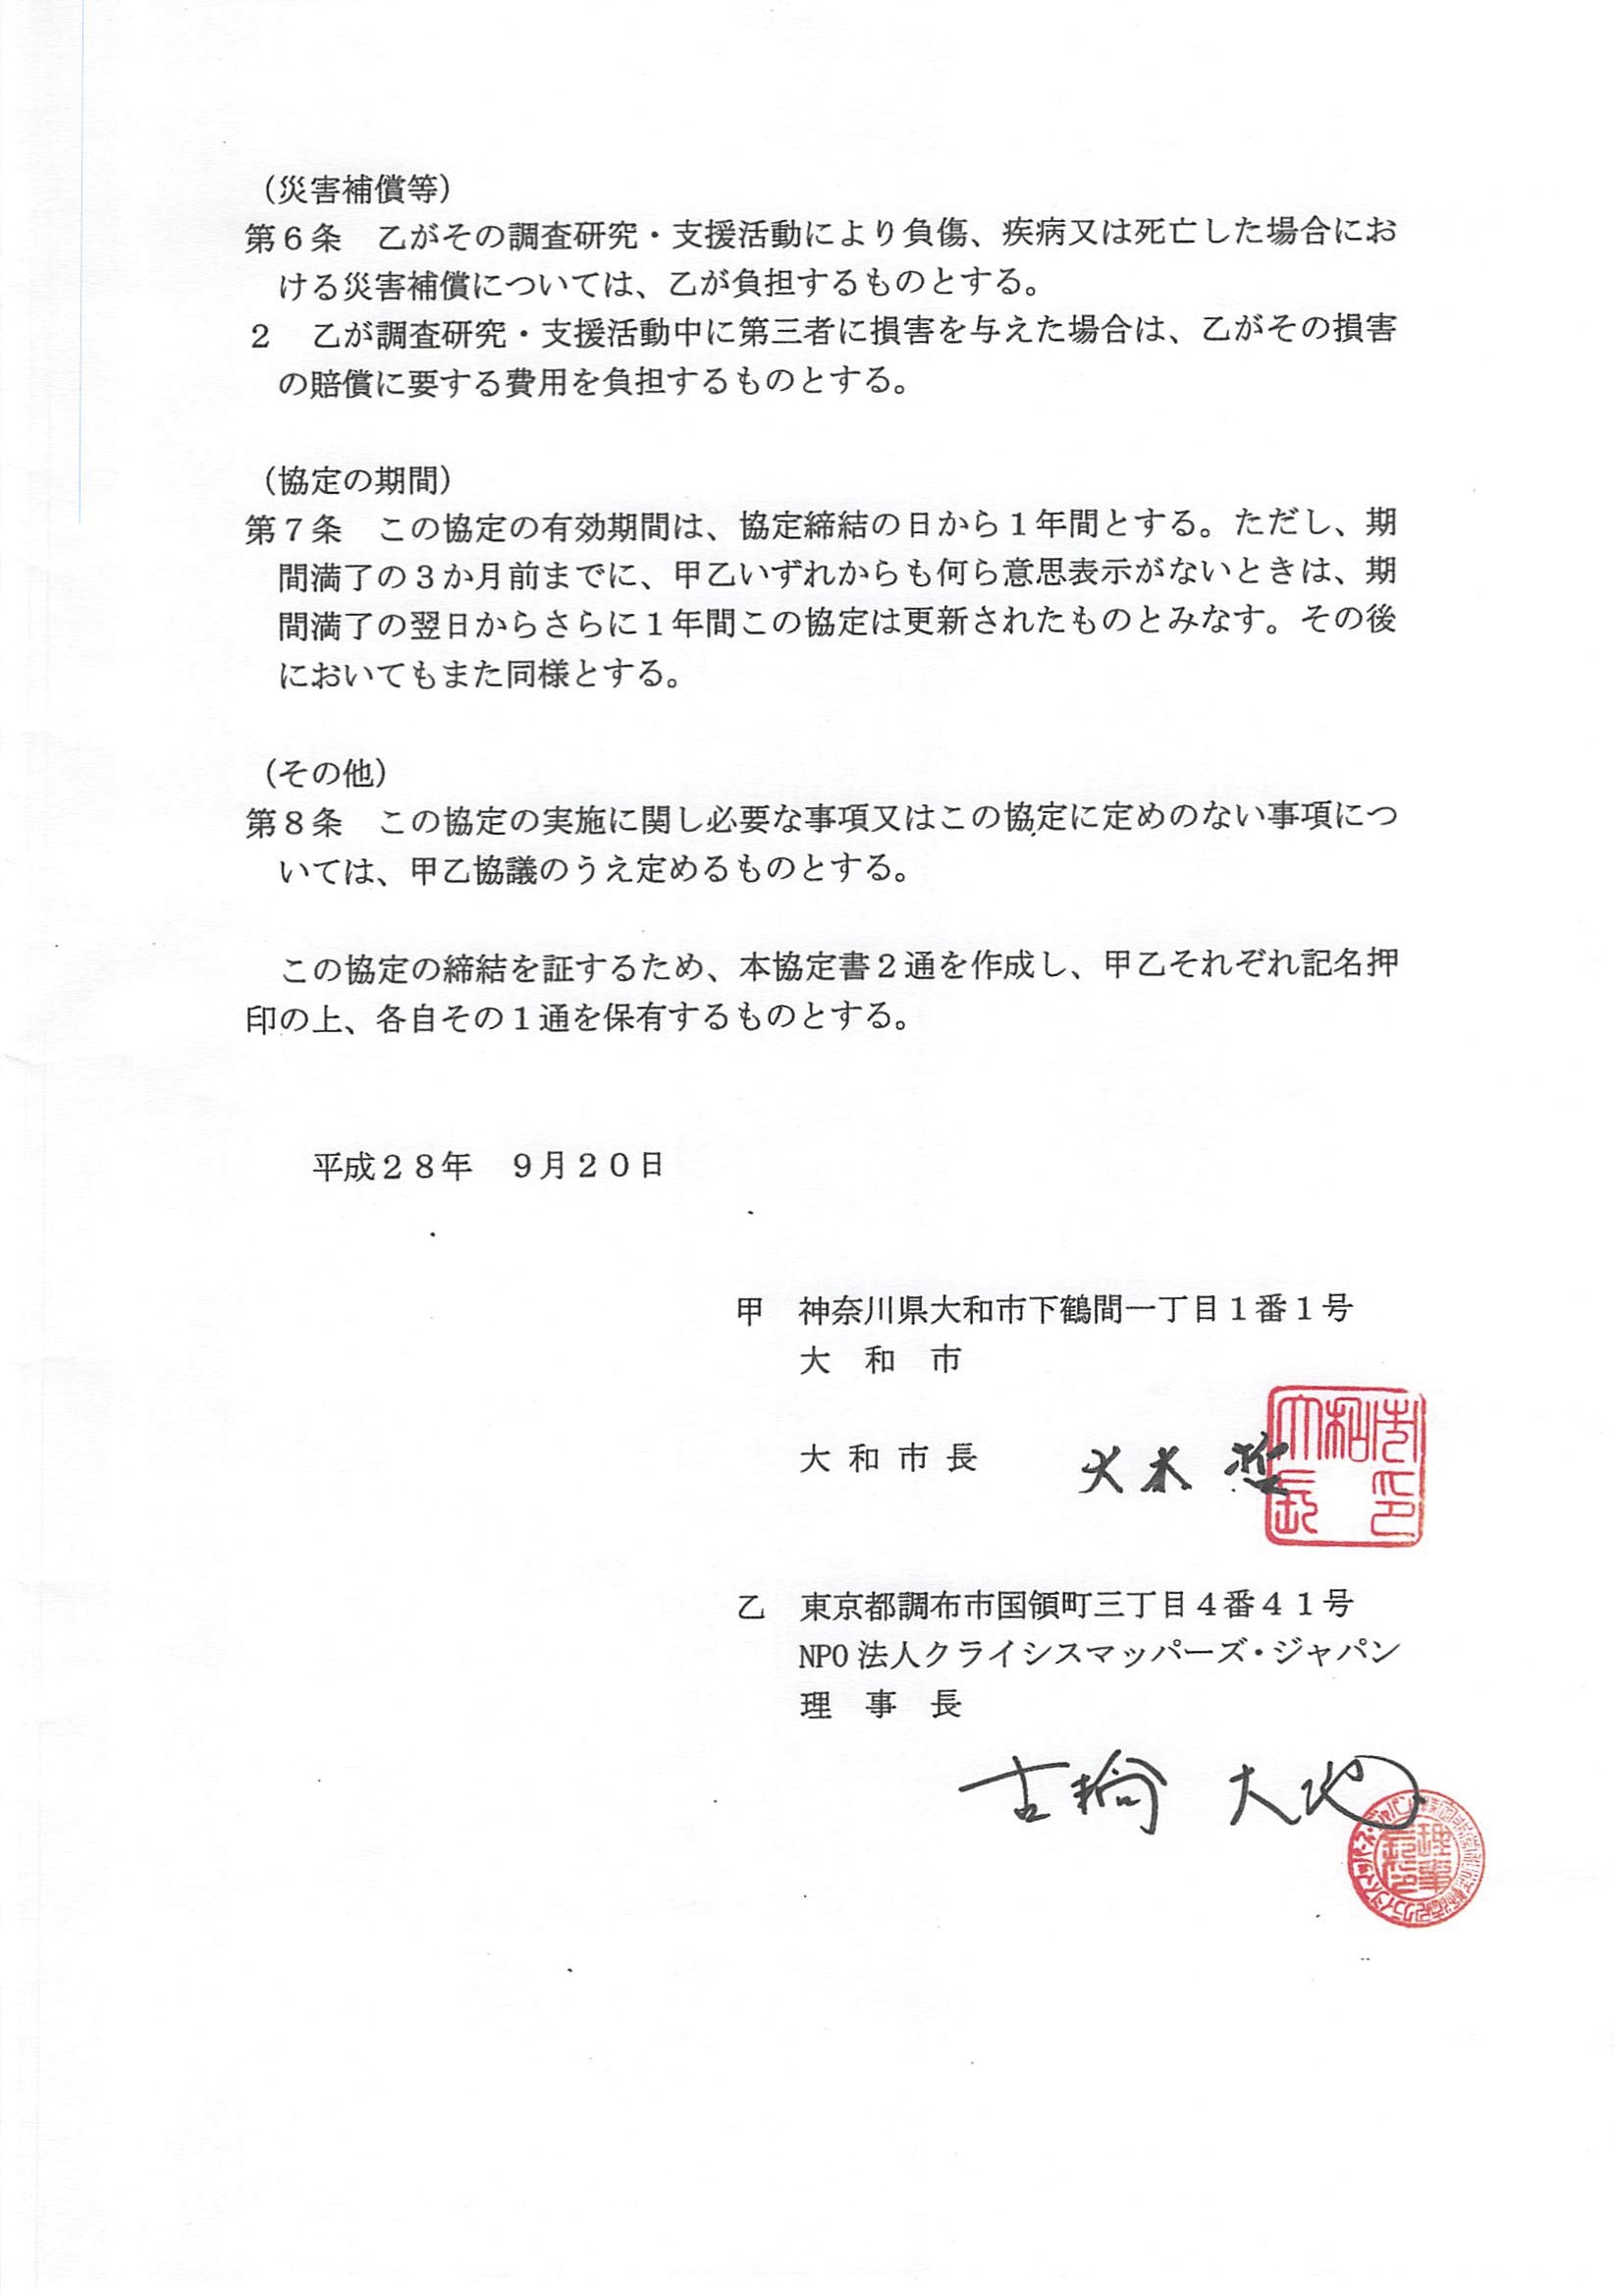 （災害補償等）
第６条　乙がその調査研究・支援活動により負傷、疾病又は死亡した場合にお
ける災害補償については、乙が負担するものとする。
２　乙が調査研究・支援活動中に第三者に損害を与えた場合は、乙がその損害
の賠償に要する費用を負担するものとする。
（協定の期間）
第７条　この協定の有効期間は、協定締結の日から１年間とする。ただし、期
間満了の３か月前までに、甲乙いずれからも何ら意思表示がないときは、期
間満了の翌日からさらに１年間この協定は更新されたものとみなす。その後
においてもまた同様とする。
（その他）
第８条　この協定の実施に関し必要な事項又はこの協定に定めのない事項につ
いては、甲乙協議のうえ定めるものとする。
この協定の締結を証するため、本協定書２通を作成し、甲乙それぞれ記名押
印の上、各自その１通を保有するものとする。
平成２８年　９月２０日
甲　神奈川県大和市下鶴間一丁目１番１号
大　和　市
大 和 市 長　大木 哲
大和市長印
乙　東京都調布市国領町三丁目４番４１号
NPO 法人クライシスマッパーズ・ジャパン
理　事　長
古橋 大地
理事長印